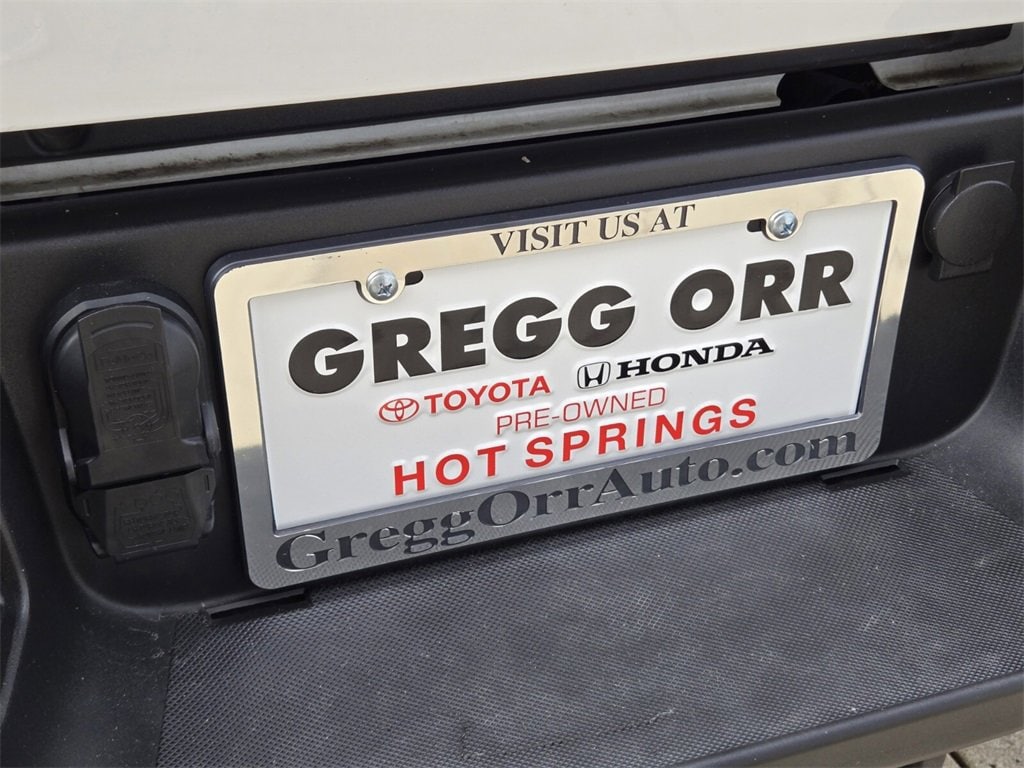 VISIT US AT
GREGG ORR
TOYOTA HONDA
PRE-OWNED
HOT SPRINGS
GreggOrrAuto.com